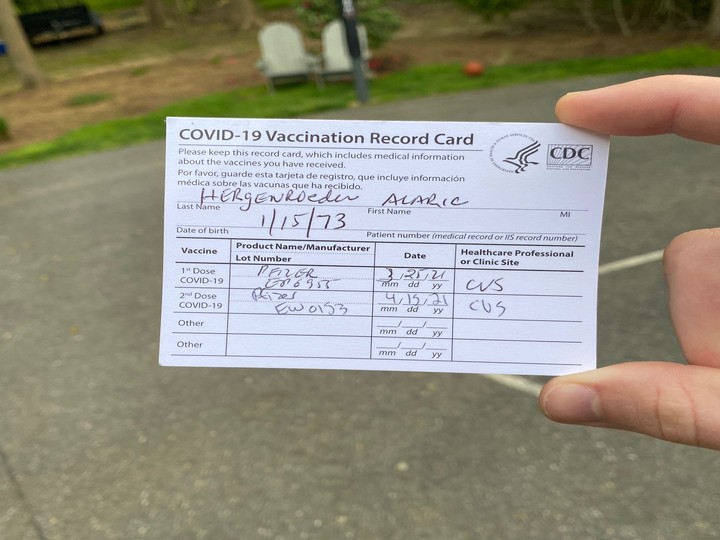 COVID-19 Vaccination Record Card
CDC
Please keep this record card, which includes medical information
about the vaccines you have received.
Por favor, guarde esta tarjeta de registro, que incluye información
médica sobre las vacunas que ha recibido.
HERGENROEDER ALARIC
Last Name First Name MI
1/15/73
Date of birth Patient number (medical record or IIS record number)
Vaccine Product Name/Manufacturer Date Healthcare Professional
Lot Number or Clinic Site
1st Dose PFIZER 3/25/21 CVS
COVID-19 mm dd yy
2nd Dose Pfizer 4/15/21 CVS
COVID-19 EW0153 mm dd yy
Other
mm dd yy
Other
mm dd yy